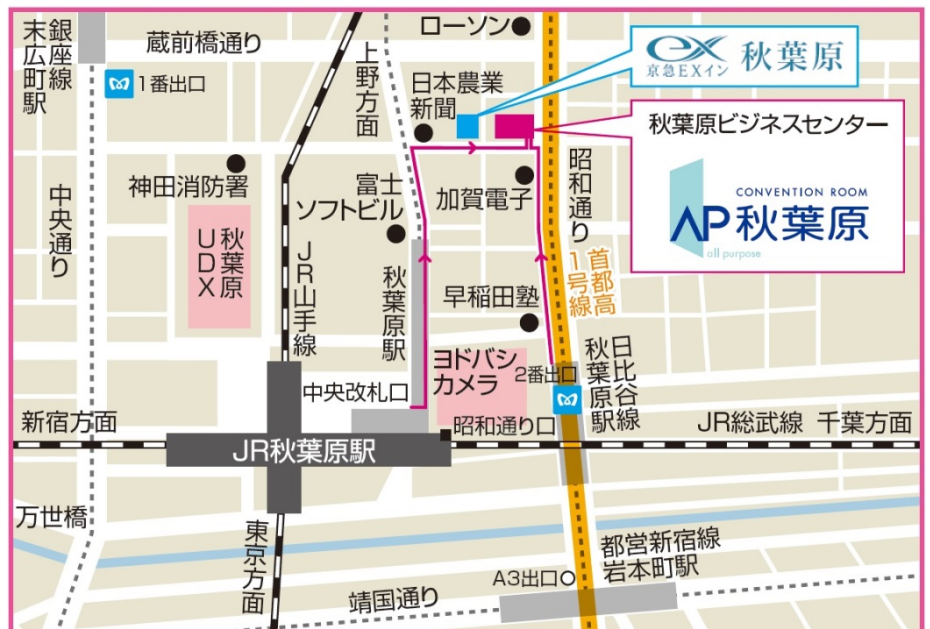 銀座線
末広町駅
蔵前橋通り
1番出口
上野方面
ローソン
日本農業
新聞
ex
京急EXイン 秋葉原
秋葉原ビジネスセンター
CONVENTION ROOM
AP秋葉原
all purpose
神田消防署
中央通り
秋葉原
UDX
JR山手線
富士
ソフトビル
秋葉原駅
加賀電子
昭和通り
首都高
1号線
早稲田塾
ヨドバシ
カメラ
2番出口
日比谷線
秋葉原駅
中央改札口
昭和通り口
新宿方面
JR秋葉原駅
JR総武線 千葉方面
万世橋
東京方面
靖国通り
A3出口
都営新宿線
岩本町駅